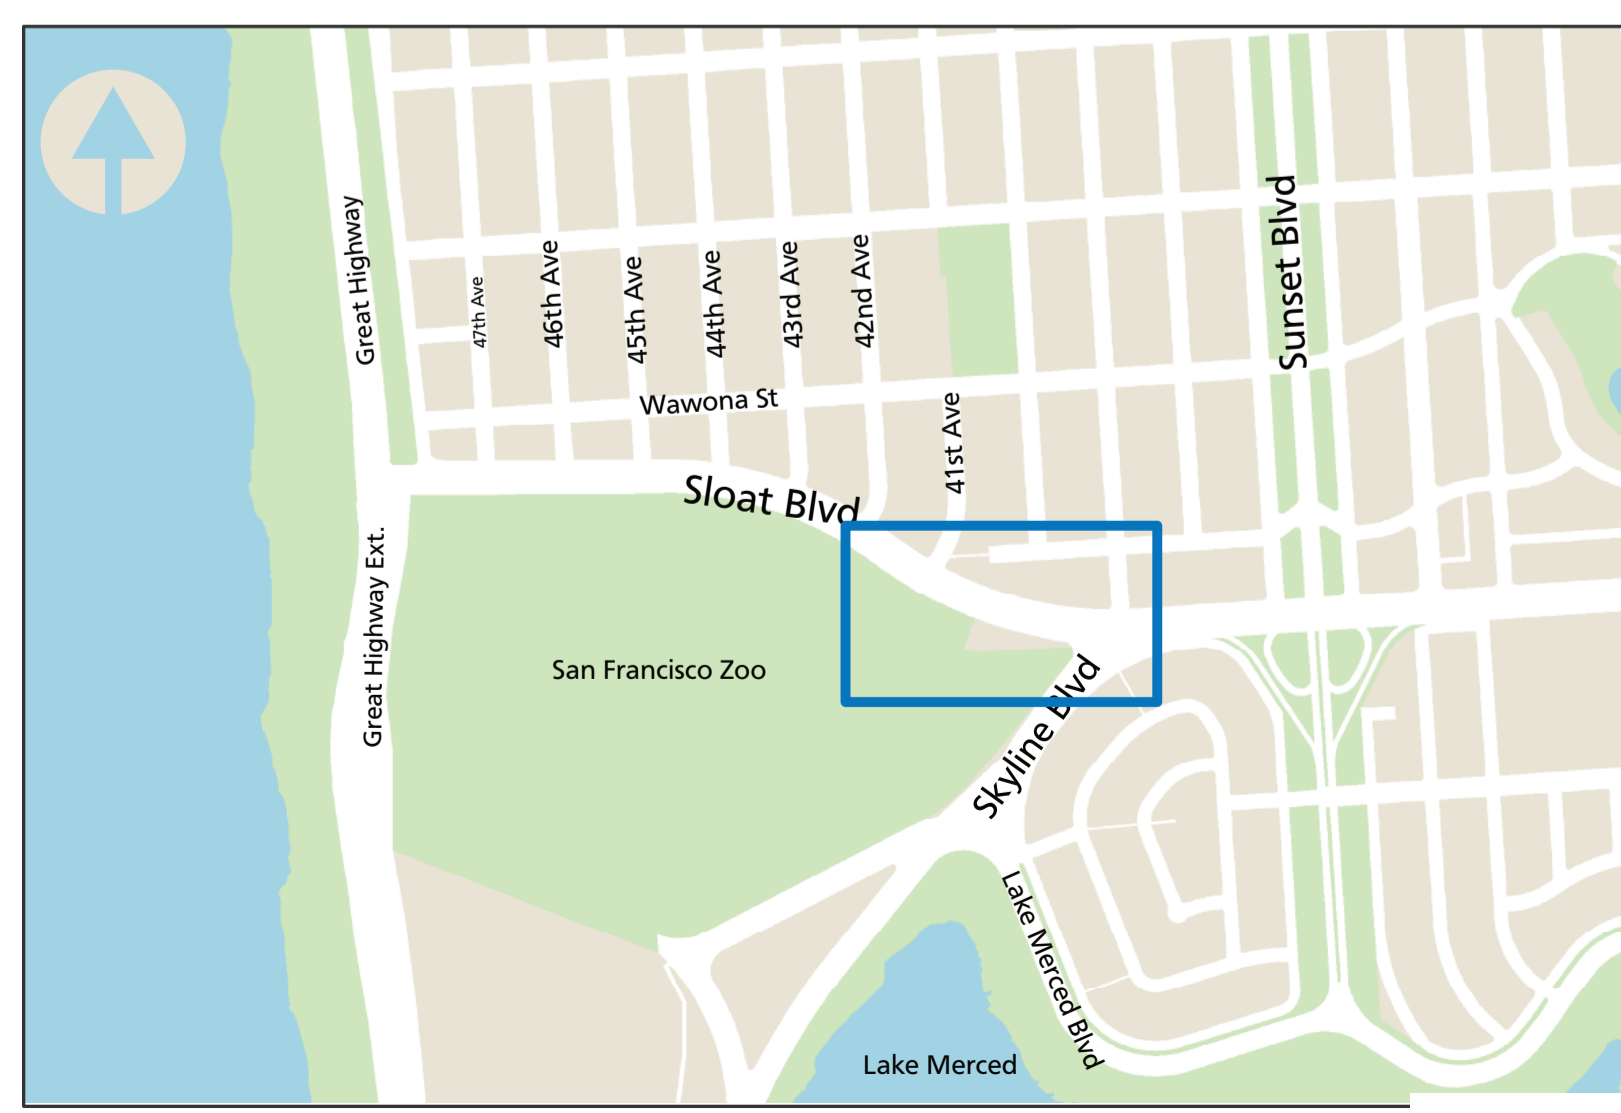 Great Highway
47th Ave
46th Ave
45th Ave
44th Ave
43rd Ave
42nd Ave
Sunset Blvd
Wawona St
41st Ave
Sloat Blvd
Great Highway Ext.
San Francisco Zoo
Skyline Blvd
Lake Merced Blvd
Lake Merced